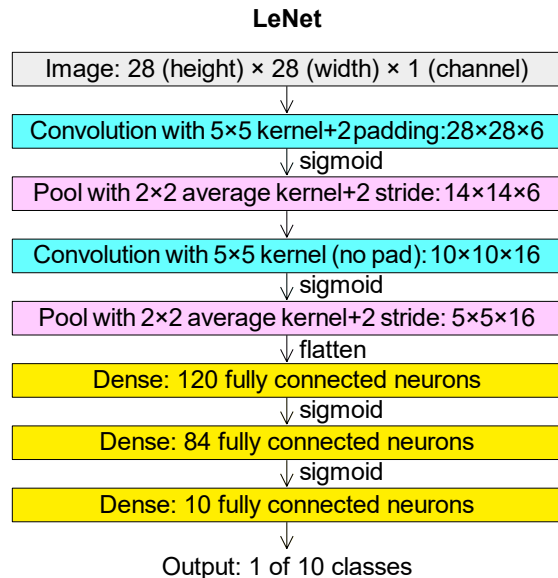 LeNet
Image: 28 (height) × 28 (width) × 1 (channel)
Convolution with 5×5 kernel+2 padding:28×28×6
sigmoid
Pool with 2×2 average kernel+2 stride:14×14×6
Convolution with 5×5 kernel (no pad):10×10×16
sigmoid
Pool with 2×2 average kernel+2 stride: 5×5×16
flatten
Dense: 120 fully connected neurons
sigmoid
Dense: 84 fully connected neurons
sigmoid
Dense: 10 fully connected neurons
Output: 1 of 10 classes